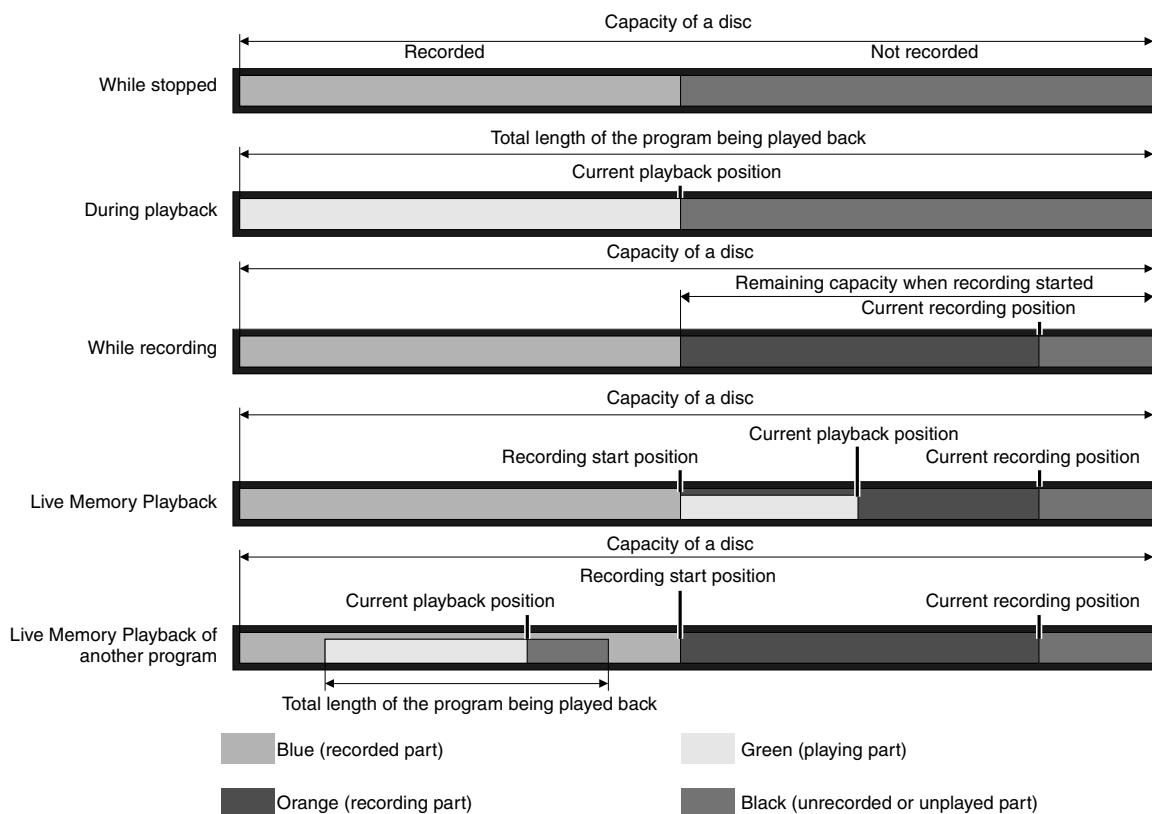 Capacity of a disc
Recorded
Not recorded
While stopped
Total length of the program being played back
Current playback position
During playback
Capacity of a disc
Remaining capacity when recording started
Current recording position
While recording
Capacity of a disc
Current playback position
Recording start position
Current recording position
Live Memory Playback
Capacity of a disc
Recording start position
Current playback position
Current recording position
Live Memory Playback of
another program
Total length of the program being played back
Blue (recorded part)
Green (playing part)
Orange (recording part)
Black (unrecorded or unplayed part)